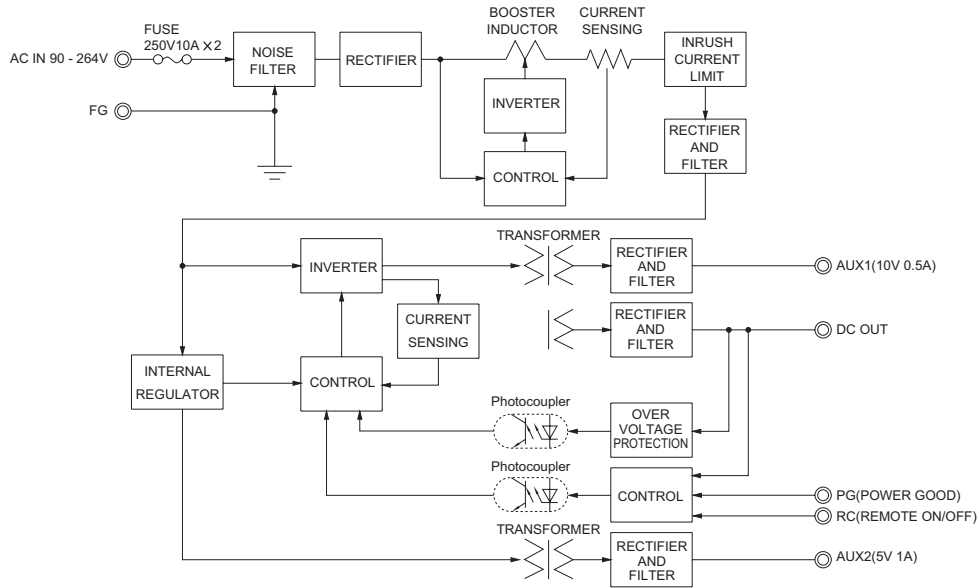 BOOSTER
INDUCTOR
CURRENT
SENSING
FUSE
250V10A ×2
AC IN 90 - 264V
NOISE
FILTER
RECTIFIER
INRUSH
CURRENT
LIMIT
INVERTER
FG
RECTIFIER
AND
FILTER
CONTROL
TRANSFORMER
INVERTER
RECTIFIER
AND
FILTER
AUX1(10V 0.5A)
CURRENT
SENSING
RECTIFIER
AND
FILTER
DC OUT
INTERNAL
REGULATOR
CONTROL
Photocoupler
OVER
VOLTAGE
PROTECTION
Photocoupler
CONTROL
PG(POWER GOOD)
RC(REMOTE ON/OFF)
TRANSFORMER
RECTIFIER
AND
FILTER
AUX2(5V 1A)